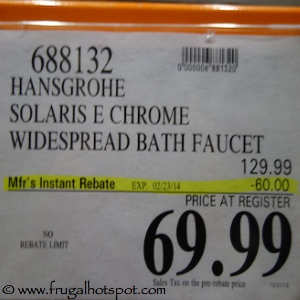 688132
0000006881320
HANSGROHE
SOLARIS E CHROME
WIDESPREAD BATH FAUCET
129.99
Mfr's Instant Rebate EXP. 02/23/14 -60.00
PRICE AT REGISTER
NO
REBATE LIMIT
69.99
Sales Tax on the pre-rebate price
www.frugalhotspot.com